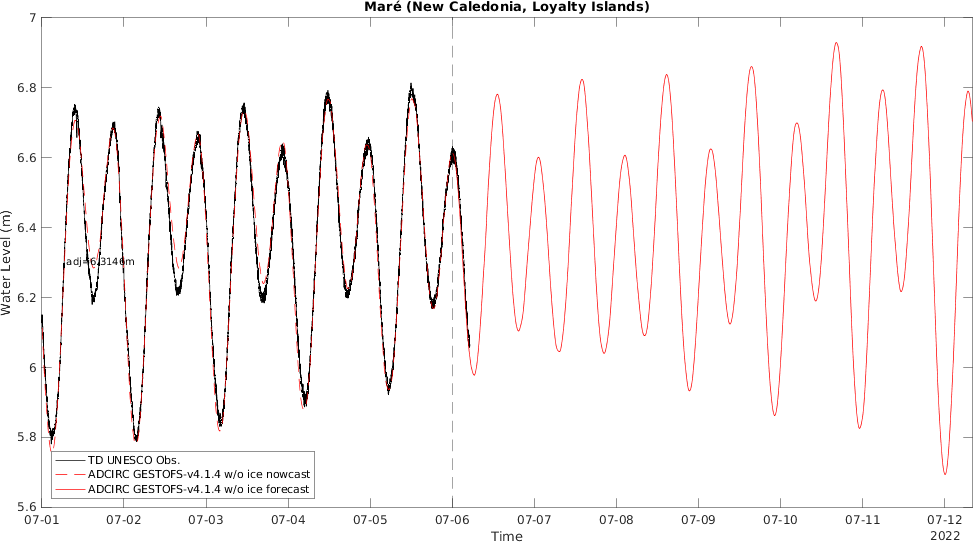 Maré (New Caledonia, Loyalty Islands)
7
6.8
6.6
6.4
6.2
6
5.8
5.6
Water Level (m)
adj=6.3146m
TD UNESCO Obs.
ADCIRC GESTOFS-v4.1.4 w/o ice nowcast
ADCIRC GESTOFS-v4.1.4 w/o ice forecast
07-01 07-02 07-03 07-04 07-05 07-06 07-07 07-08 07-09 07-10 07-11 07-12
2022
Time